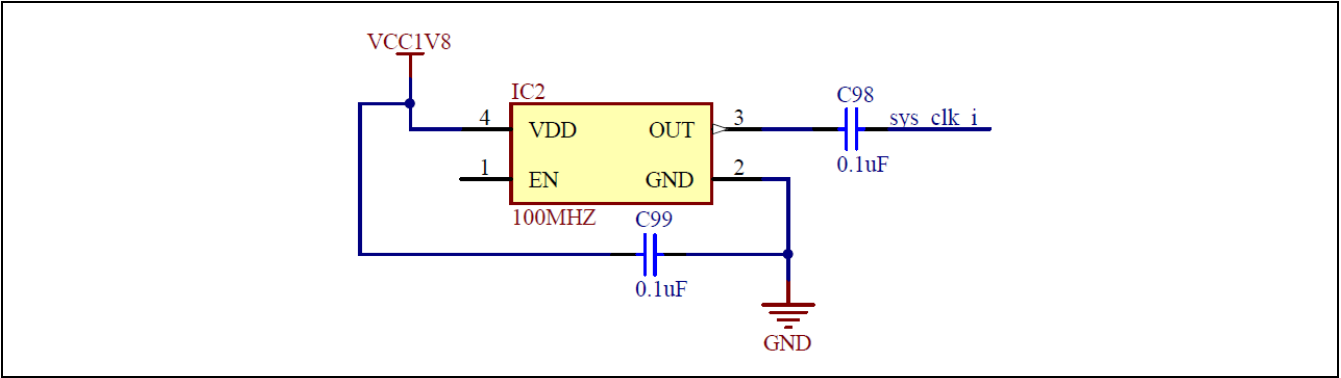 VCC1V8
IC2
C98
4
VDD
OUT
3
sys_clk_i
1
EN
GND
2
0.1uF
100MHZ
C99
0.1uF
GND